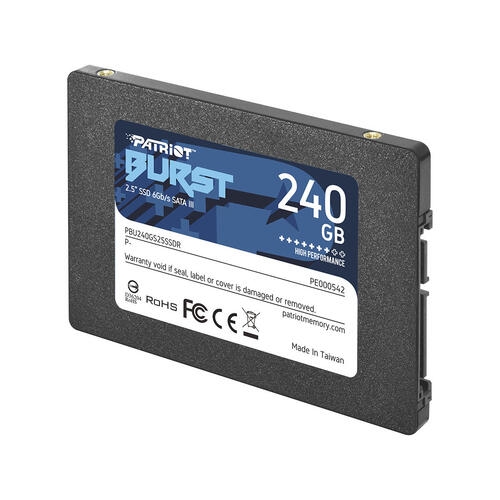 PATRIOT
BURST
2.5" SSD 6Gb/s SATA III
240
GB
HIGH PERFORMANCE
PBU240GS25SSDR
P-
PE000542
Warranty void if seal, label or cover is damaged or removed.
patriotmemory.com
RoHS FC CE
Made in Taiwan